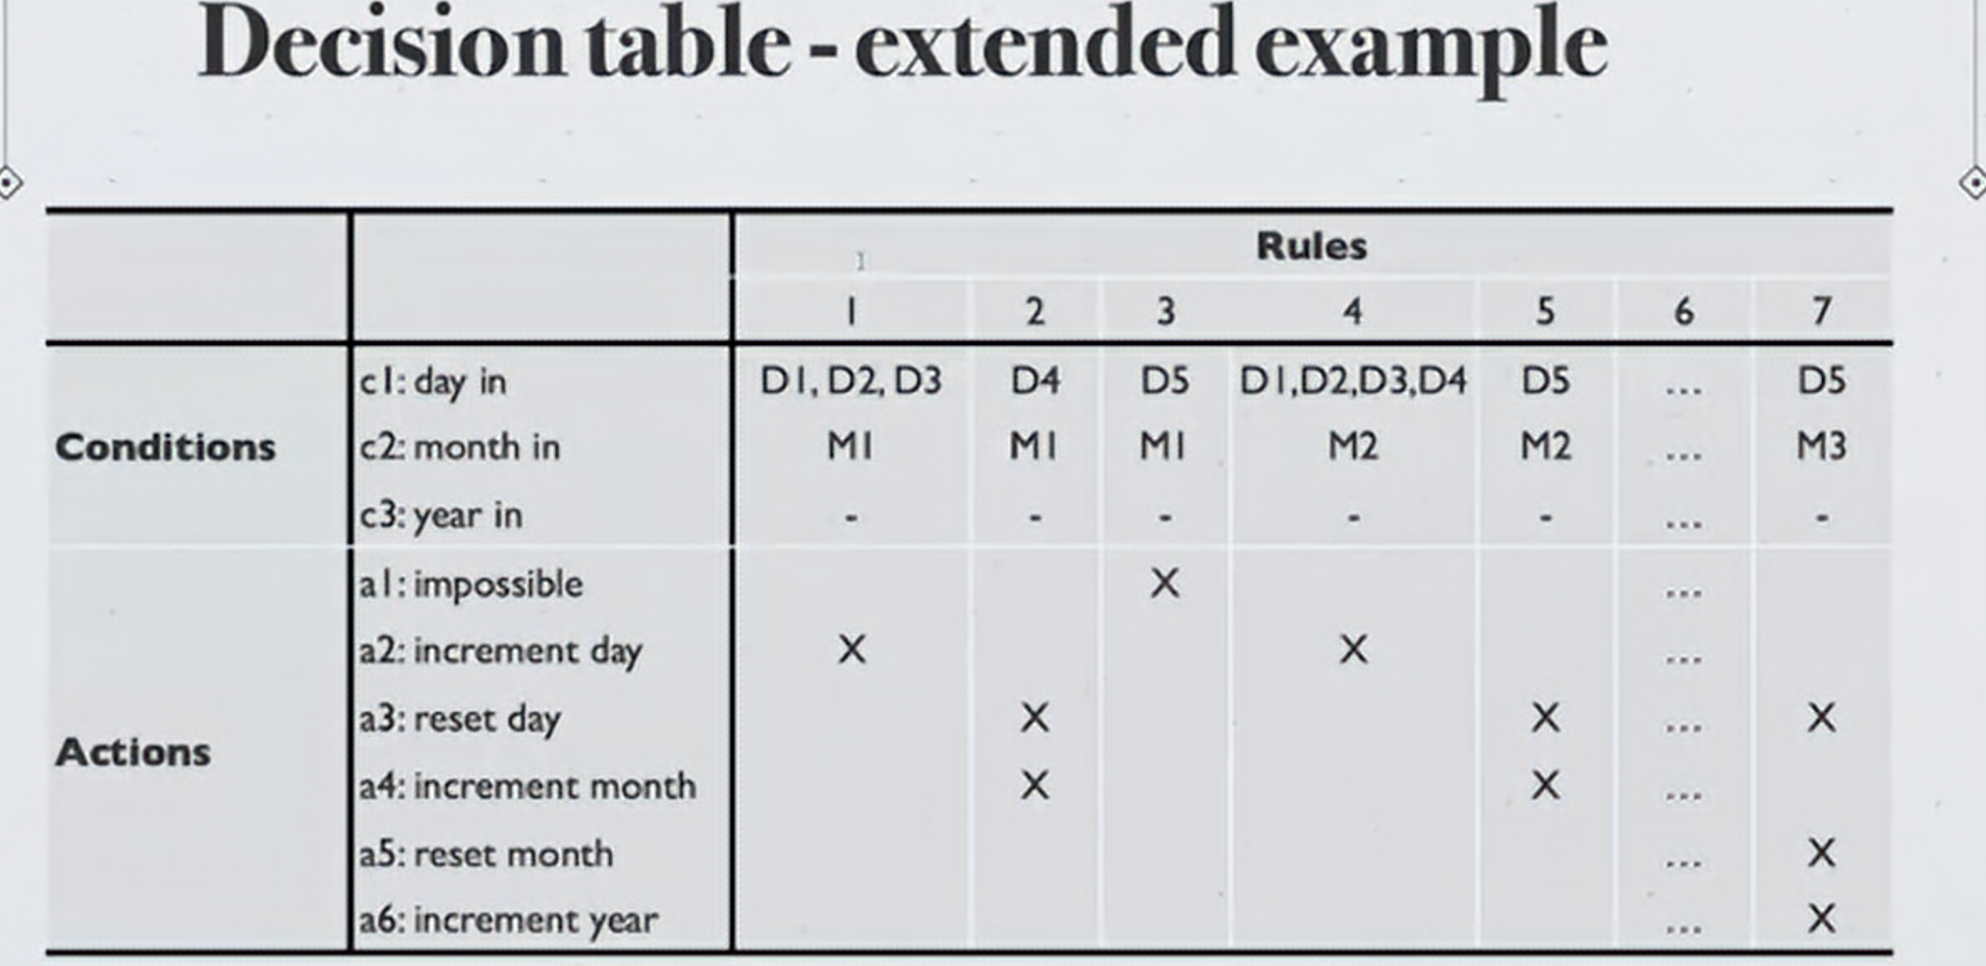 Decision table - extended example
Rules
1 2 3 4 5 6 7
c1: day in D1, D2, D3 D4 D5 D1,D2,D3,D4 D5 ... D5
Conditions c2: month in M1 M1 M1 M2 M2 ... M3
c3: year in - - - - - ... -
a1: impossible X ...
a2: increment day X X ...
a3: reset day X X ... X
Actions
a4: increment month X X ...
a5: reset month ... X
a6: increment year ... X